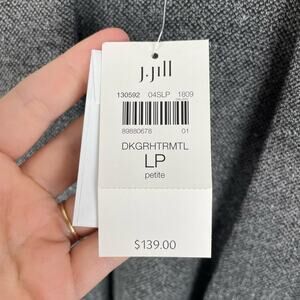 j.jill
130592 04SLP 1809
89880678 01
DKGRHTRMTL
LP
petite
$139.00